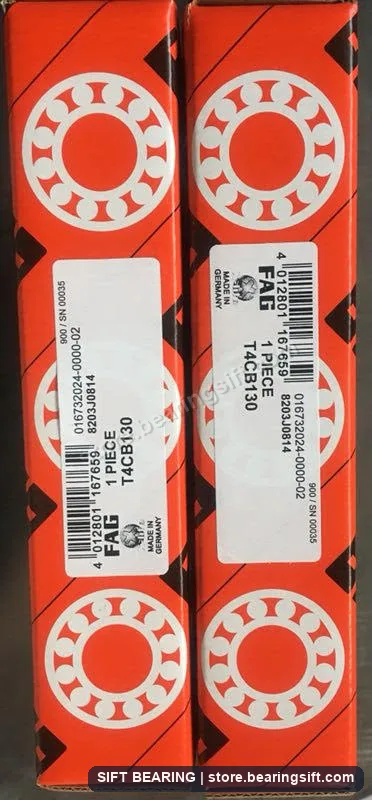 900 / SN 00035
016732024-0000-02
8203J0814
4 012801 167659
1 PIECE
T4CB130
FAG
MADE IN
GERMANY
MADE IN
GERMANY
FAG
4 012801 167659
1 PIECE
T4CB130
016732024-0000-02
8203J0814
900 / SN 00035
.bearingsift.
SIFT BEARING | store.bearingsift.com